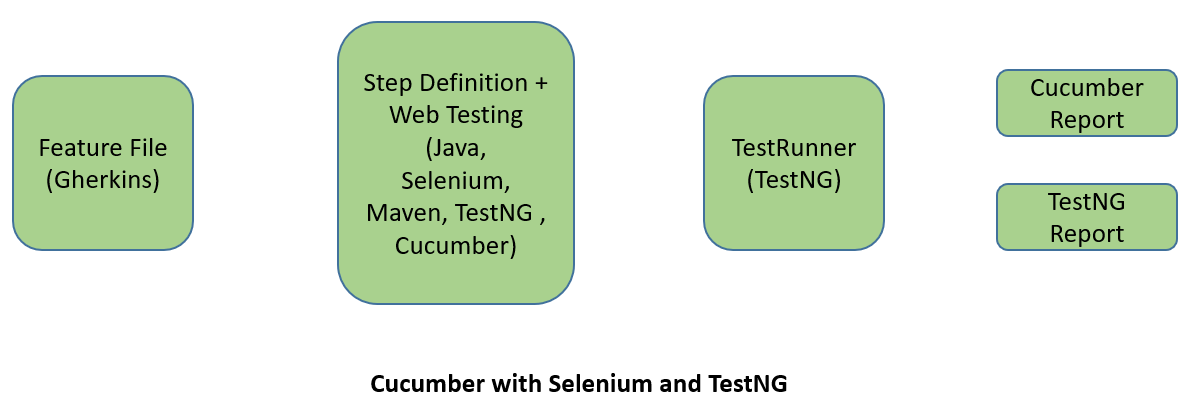 Feature File
(Gherkins)
Step Definition +
Web Testing
(Java,
Selenium,
Maven, TestNG ,
Cucumber)
TestRunner
(TestNG)
Cucumber
Report
TestNG
Report
Cucumber with Selenium and TestNG